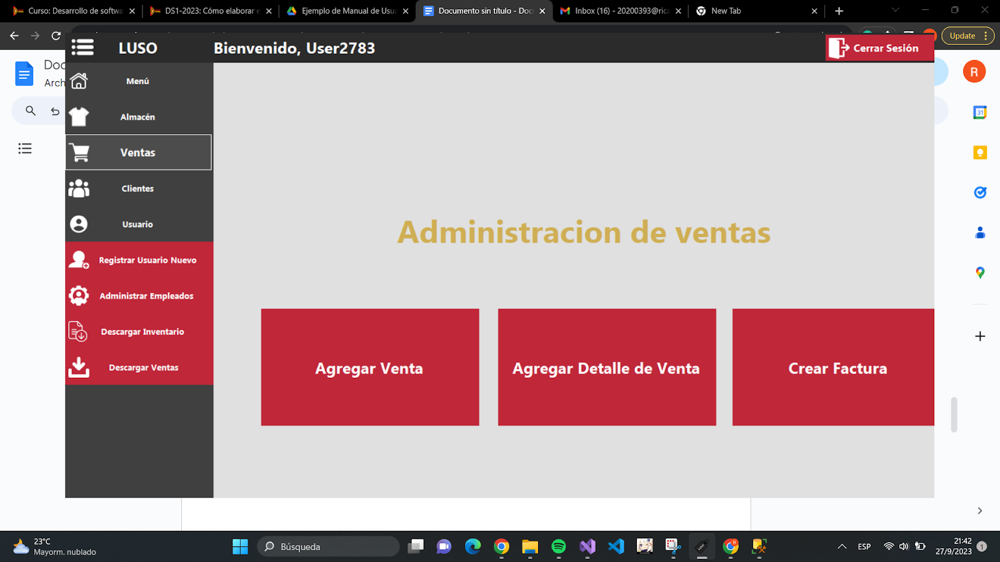 Curso: Desarrollo de softwa
DS1-2023: Cómo elaborar e
Ejemplo de Manual de Usu
Documento sin título - Doc
Inbox (16) - 20200393@rica
New Tab
Update
LUSO
Bienvenido, User2783
Cerrar Sesión
Doc
Arch
R
31
Menú
Almacén
Ventas
Clientes
Usuario
Registrar Usuario Nuevo
Administrar Empleados
Descargar Inventario
Descargar Ventas
Administracion de ventas
Agregar Venta
Agregar Detalle de Venta
Crear Factura
23°C
Mayorm. nublado
Búsqueda
ESP
21:42
27/9/2023
1